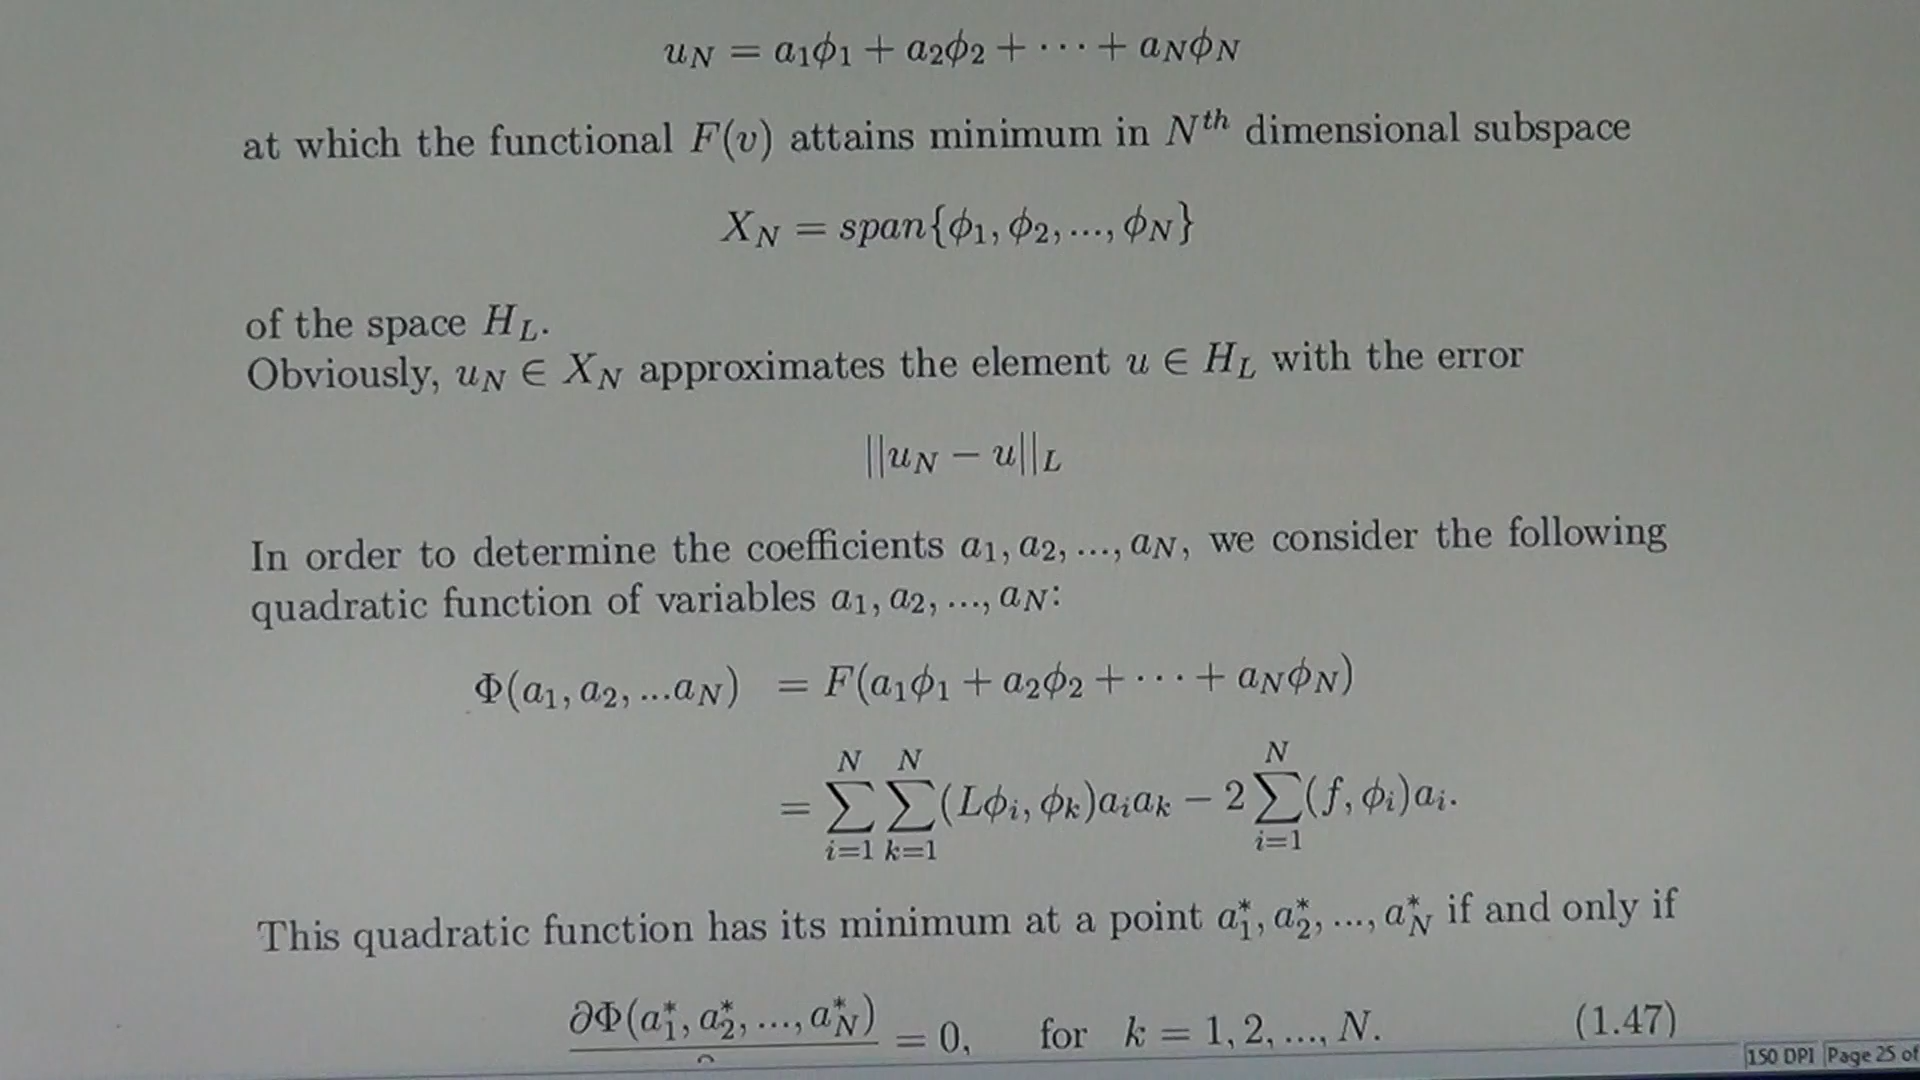 u_N = a_1ϕ_1 + a_2ϕ_2 + ··· + a_Nϕ_N
at which the functional F(v) attains minimum in N^th dimensional subspace
X_N = span{ϕ_1, ϕ_2, ..., ϕ_N}
of the space H_L.
Obviously, u_N ∈ X_N approximates the element u ∈ H_L with the error
||u_N − u||_L
In order to determine the coefficients a_1, a_2, ..., a_N, we consider the following
quadratic function of variables a_1, a_2, ..., a_N:
Φ(a_1, a_2, ...a_N) = F(a_1ϕ_1 + a_2ϕ_2 + ··· + a_Nϕ_N)
= ∑_{i=1}^{N} ∑_{k=1}^{N} (Lϕ_i, ϕ_k)a_ia_k − 2 ∑_{i=1}^{N} (f, ϕ_i)a_i.
This quadratic function has its minimum at a point a_1^*, a_2^*, ..., a_N^* if and only if
∂Φ(a_1^*, a_2^*, ..., a_N^*) = 0, for k = 1, 2, ..., N. (1.47)
150 DPI Page 25 of